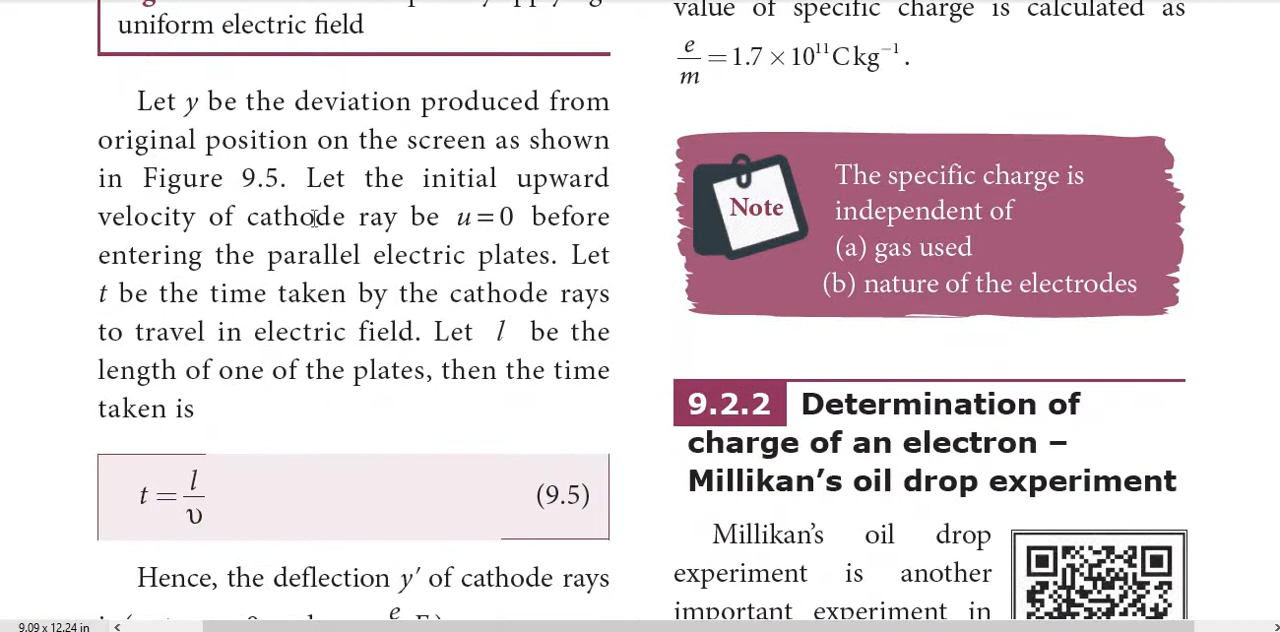 uniform electric field
Let y be the deviation produced from
original position on the screen as shown
in Figure 9.5. Let the initial upward
velocity of cathode ray be u = 0 before
entering the parallel electric plates. Let
t be the time taken by the cathode rays
to travel in electric field. Let l be the
length of one of the plates, then the time
taken is
t = l/υ (9.5)
Hence, the deflection y′ of cathode rays
value of specific charge is calculated as
e/m = 1.7 × 10¹¹ C kg⁻¹.
Note
The specific charge is
independent of
(a) gas used
(b) nature of the electrodes
9.2.2 Determination of
charge of an electron –
Millikan’s oil drop experiment
Millikan’s oil drop
experiment is another
important experiment in
9.09 x 12.24 in